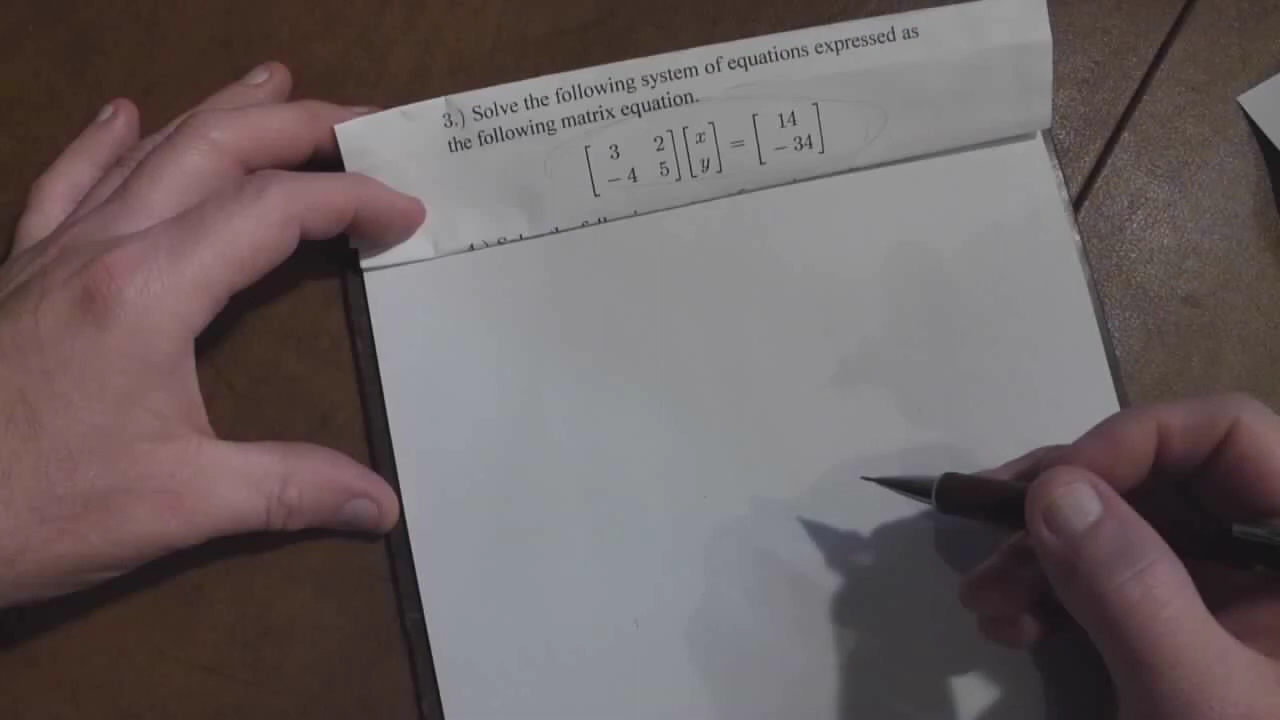 3.) Solve the following system of equations expressed as
the following matrix equation.
[ 3 2 ] [ x ] = [ 14 ]
[ -4 5 ] [ y ] [ -34 ]